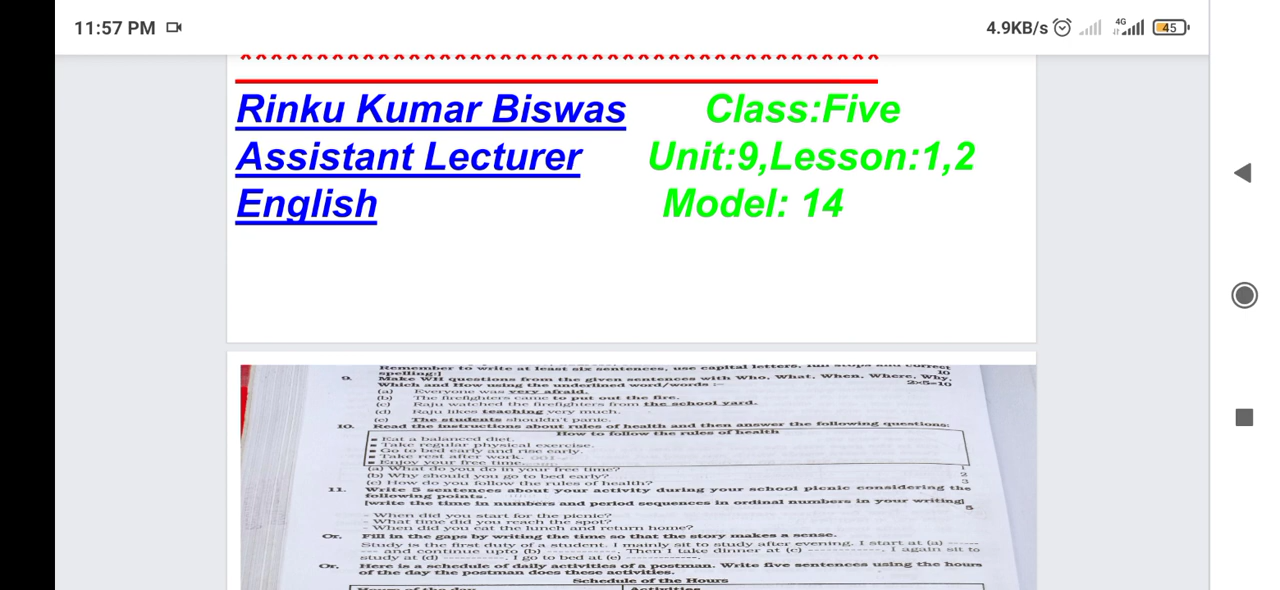 11:57 PM 4.9KB/s 4G 45
Rinku Kumar Biswas Class:Five
Assistant Lecturer Unit:9,Lesson:1,2
English Model: 14
Remember to write at least six sentences, use capital letters, full stops and correct
spelling:] 10
9. Make WH questions from the given sentences with Who, What, When, Where, Why,
Which and How using the underlined word/words :- 2×5=10
(a) Everyone was very afraid.
(b) The firefighters came to put out the fire.
(c) Raju watched the firefighters from the school yard.
(d) Raju likes teaching very much.
(e) The students shouldn't panic.
10. Read the instructions about rules of health and then answer the following questions:
How to follow the rules of health
▪ Eat a balanced diet.
▪ Take regular physical exercise.
▪ Go to bed early and rise early.
▪ Take rest after work.
▪ Enjoy your free time.
(a) What do you do in your free time? 1
(b) Why should you go to bed early? 2
(c) How do you follow the rules of health? 3
11. Write 5 sentences about your activity during your school picnic considering the
following points.
[write the time in numbers and period sequences in ordinal numbers in your writing]
5
- When did you start for the picnic?
- What time did you reach the spot?
- When did you eat the lunch and return home?
Or. Fill in the gaps by writing the time so that the story makes a sense.
Study is the first duty of a student. I mainly sit to study after evening. I start at (a) ------
--- and continue upto (b) ------------. Then I take dinner at (c) ------------. I again sit to
study at (d) ---------. I go to bed at (e) ------------.
Or. Here is a schedule of daily activities of a postman. Write five sentences using the hours
of the day the postman does these activities.
Schedule of the Hours
Hours of the day Activities